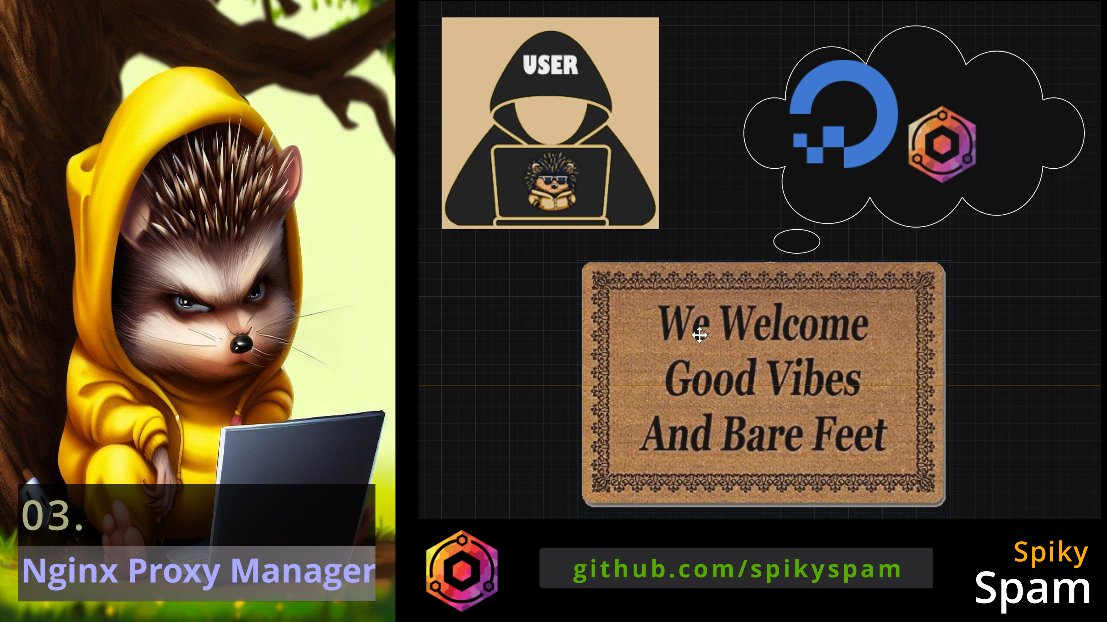 USER
We Welcome
Good Vibes
And Bare Feet
03.
Nginx Proxy Manager
github.com/spikyspam
Spiky
Spam